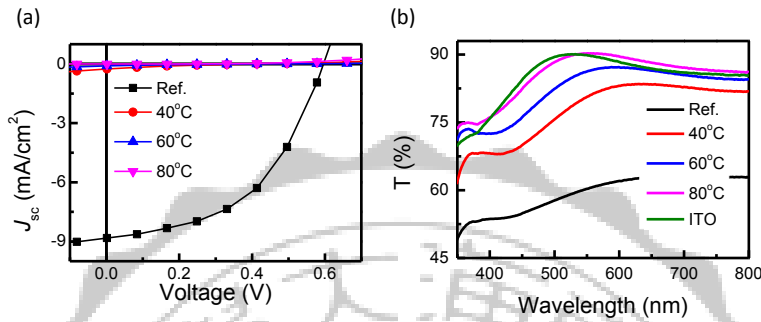 (a)
(b)
0
-3
-6
-9
J_sc (mA/cm²)
0.0
0.2
0.4
0.6
Voltage (V)
Ref.
40°C
60°C
80°C
90
75
60
45
T (%)
400
500
600
700
800
Wavelength (nm)
Ref.
40°C
60°C
80°C
ITO